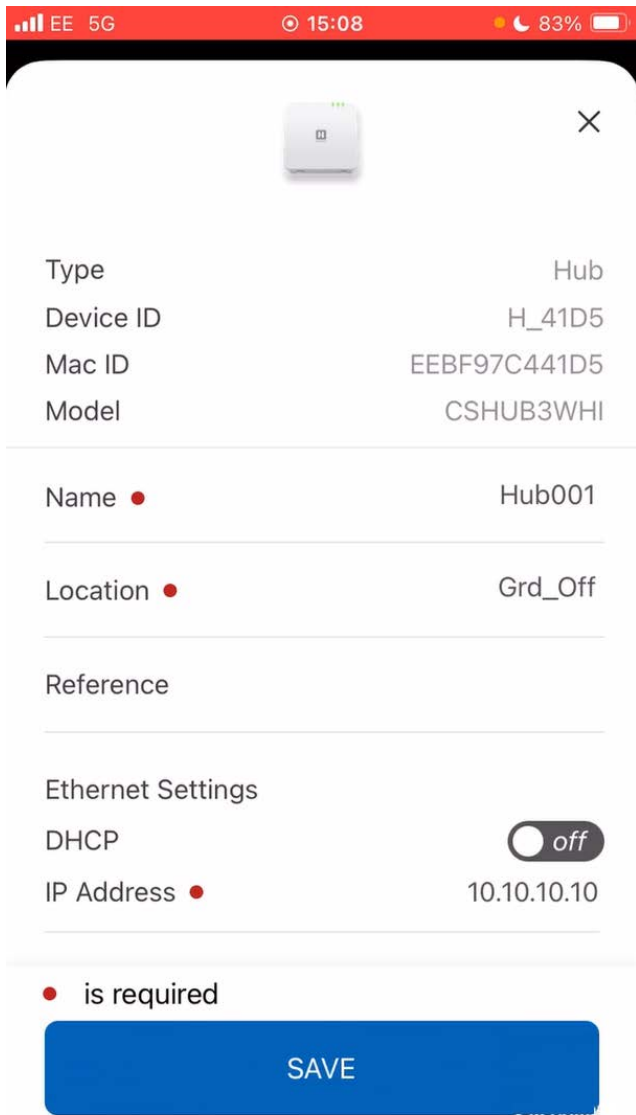 EE 5G 15:08 83%
Type Hub
Device ID H_41D5
Mac ID EEBF97C441D5
Model CSHUB3WHI
Name Hub001
Location Grd_Off
Reference
Ethernet Settings
DHCP off
IP Address 10.10.10.10
is required
SAVE